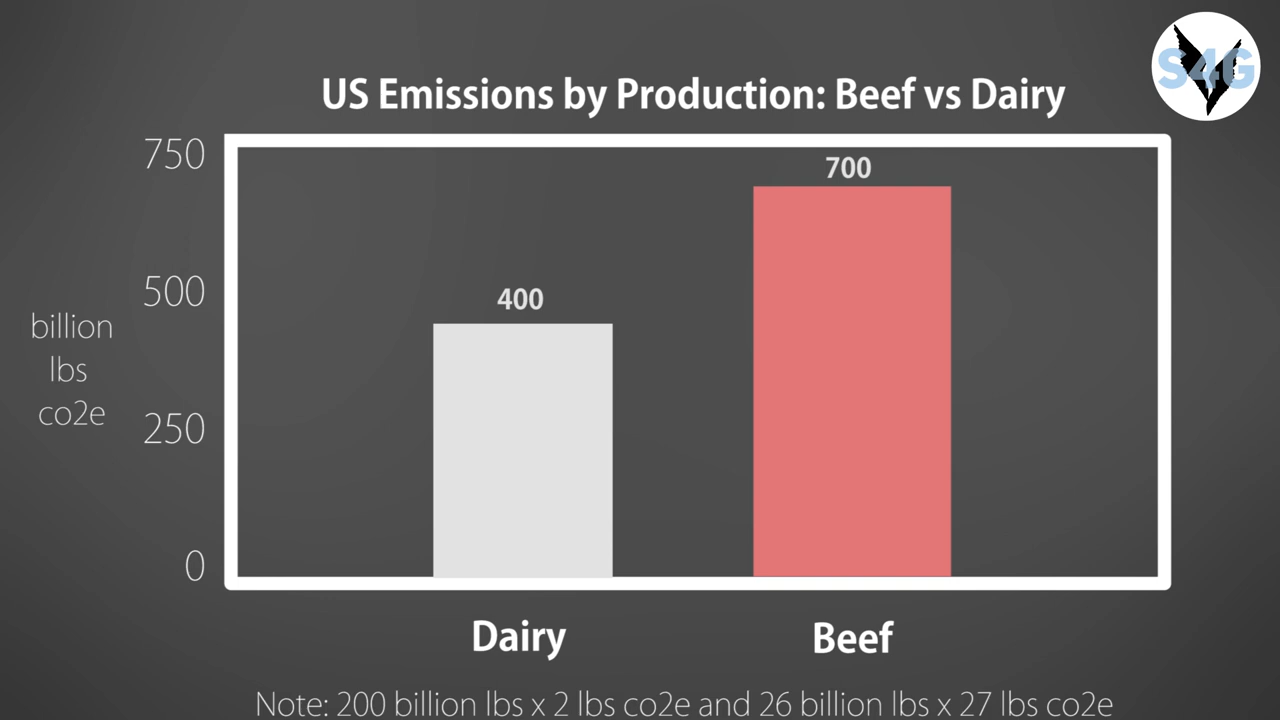 S4G
US Emissions by Production: Beef vs Dairy
750
700
500
400
billion
lbs
co2e
250
0
Dairy
Beef
Note: 200 billion lbs x 2 lbs co2e and 26 billion lbs x 27 lbs co2e